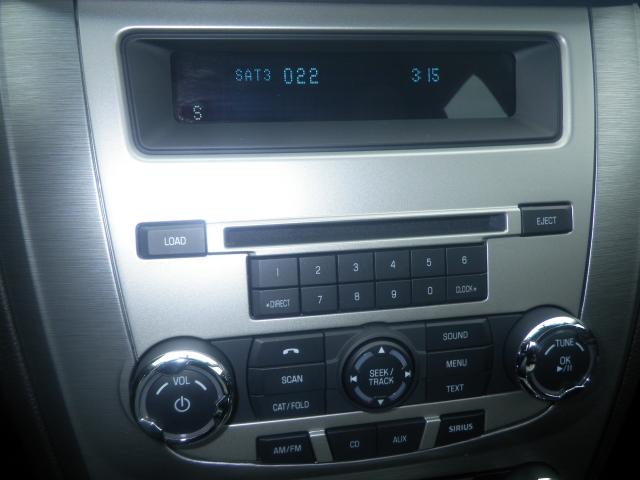 SAT3 022 3:15
S
LOAD
EJECT
1 2 3 4 5 6
*DIRECT 7 8 9 0 CLOCK*
VOL
SCAN
CAT/FOLD
SEEK/
TRACK
SOUND
MENU
TEXT
TUNE
OK
AM/FM
CD
AUX
SIRIUS